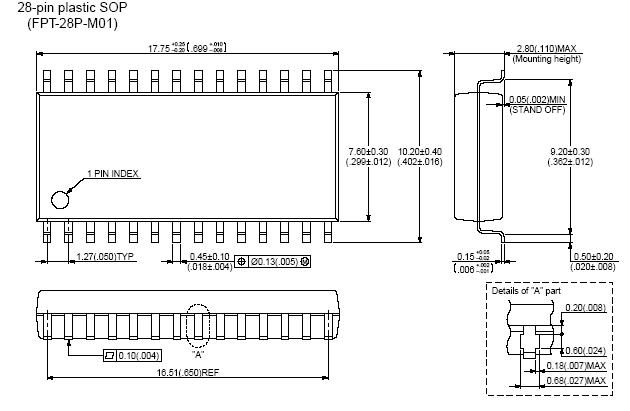 28-pin plastic SOP
(FPT-28P-M01)
17.75 +0.25 -0.20 (.699 +.010 -.008)
2.80(.110)MAX
(Mounting height)
0.05(.002)MIN
(STAND OFF)
7.60±0.30
(.299±.012)
10.20±0.40
(.402±.016)
9.20±0.30
(.362±.012)
1 PIN INDEX
1.27(.050)TYP
0.45±0.10
(.018±.004)
Ø0.13(.005) M
0.15 +0.05 -0.02
(.006 +.002 -.001)
0.50±0.20
(.020±.008)
Details of "A" part
0.20(.008)
0.60(.024)
0.18(.007)MAX
0.68(.027)MAX
0.10(.004)
"A"
16.51(.650)REF